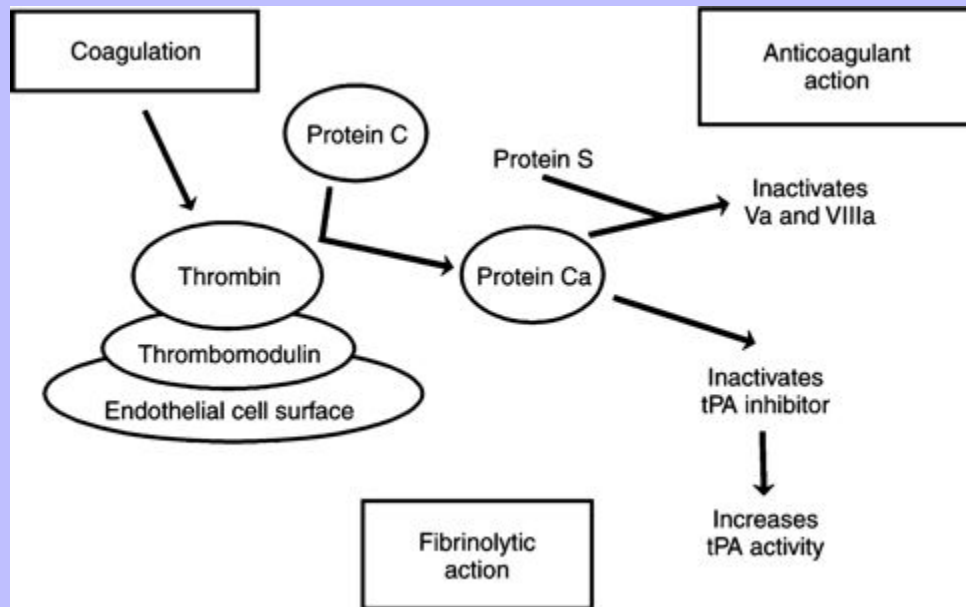 Coagulation
Anticoagulant
action
Protein C
Protein S
Inactivates
Va and VIIIa
Thrombin
Protein Ca
Thrombomodulin
Endothelial cell surface
Inactivates
tPA inhibitor
Increases
tPA activity
Fibrinolytic
action